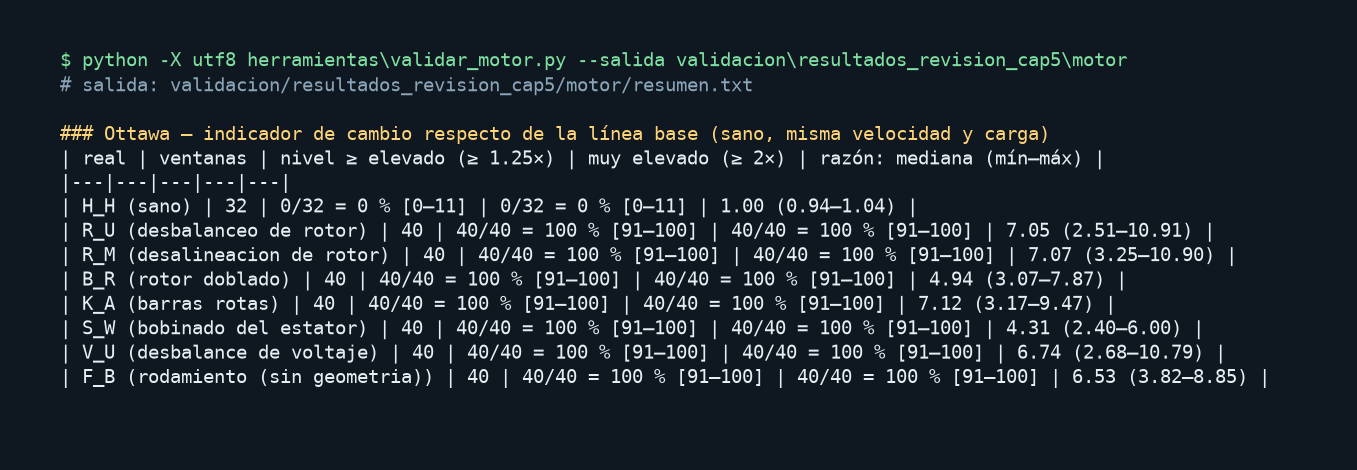 $ python -X utf8 herramientas\validar_motor.py --salida validacion\resultados_revision_cap5\motor
# salida: validacion/resultados_revision_cap5/motor/resumen.txt
### Ottawa — indicador de cambio respecto de la línea base (sano, misma velocidad y carga)
| real | ventanas | nivel ≥ elevado (≥ 1.25×) | muy elevado (≥ 2×) | razón: mediana (mín–máx) |
|---|---|---|---|---|
| H_H (sano) | 32 | 0/32 = 0 % [0–11] | 0/32 = 0 % [0–11] | 1.00 (0.94–1.04) |
| R_U (desbalanceo de rotor) | 40 | 40/40 = 100 % [91–100] | 40/40 = 100 % [91–100] | 7.05 (2.51–10.91) |
| R_M (desalineacion de rotor) | 40 | 40/40 = 100 % [91–100] | 40/40 = 100 % [91–100] | 7.07 (3.25–10.90) |
| B_R (rotor doblado) | 40 | 40/40 = 100 % [91–100] | 40/40 = 100 % [91–100] | 4.94 (3.07–7.87) |
| K_A (barras rotas) | 40 | 40/40 = 100 % [91–100] | 40/40 = 100 % [91–100] | 7.12 (3.17–9.47) |
| S_W (bobinado del estator) | 40 | 40/40 = 100 % [91–100] | 40/40 = 100 % [91–100] | 4.31 (2.40–6.00) |
| V_U (desbalance de voltaje) | 40 | 40/40 = 100 % [91–100] | 40/40 = 100 % [91–100] | 6.74 (2.68–10.79) |
| F_B (rodamiento (sin geometria)) | 40 | 40/40 = 100 % [91–100] | 40/40 = 100 % [91–100] | 6.53 (3.82–8.85) |